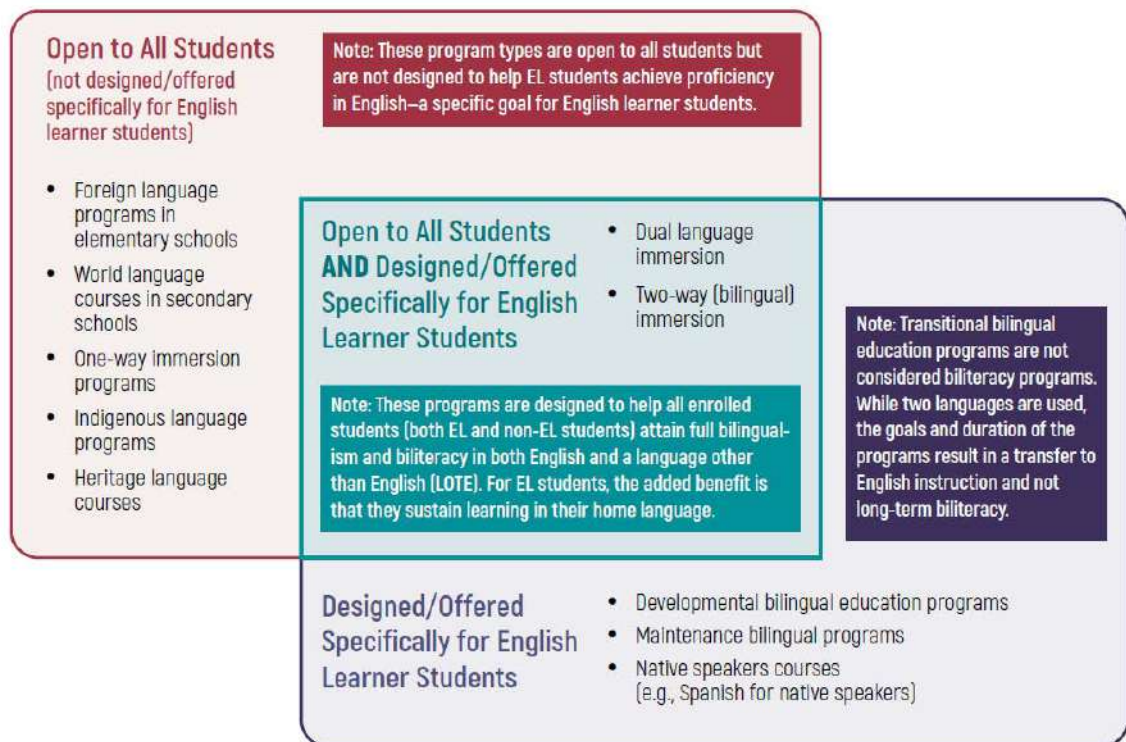 Open to All Students
(not designed/offered
specifically for English
learner students)
Note: These program types are open to all students but
are not designed to help EL students achieve proficiency
in English—a specific goal for English learner students.
• Foreign language
programs in
elementary schools
• World language
courses in secondary
schools
• One-way immersion
programs
• Indigenous language
programs
• Heritage language
courses
Open to All Students
AND Designed/Offered
Specifically for English
Learner Students
• Dual language
immersion
• Two-way (bilingual)
immersion
Note: These programs are designed to help all enrolled
students (both EL and non-EL students) attain full bilingual-
ism and biliteracy in both English and a language other
than English (LOTE). For EL students, the added benefit is
that they sustain learning in their home language.
Note: Transitional bilingual
education programs are not
considered biliteracy programs.
While two languages are used,
the goals and duration of the
programs result in a transfer to
English instruction and not
long-term biliteracy.
Designed/Offered
Specifically for English
Learner Students
• Developmental bilingual education programs
• Maintenance bilingual programs
• Native speakers courses
(e.g., Spanish for native speakers)